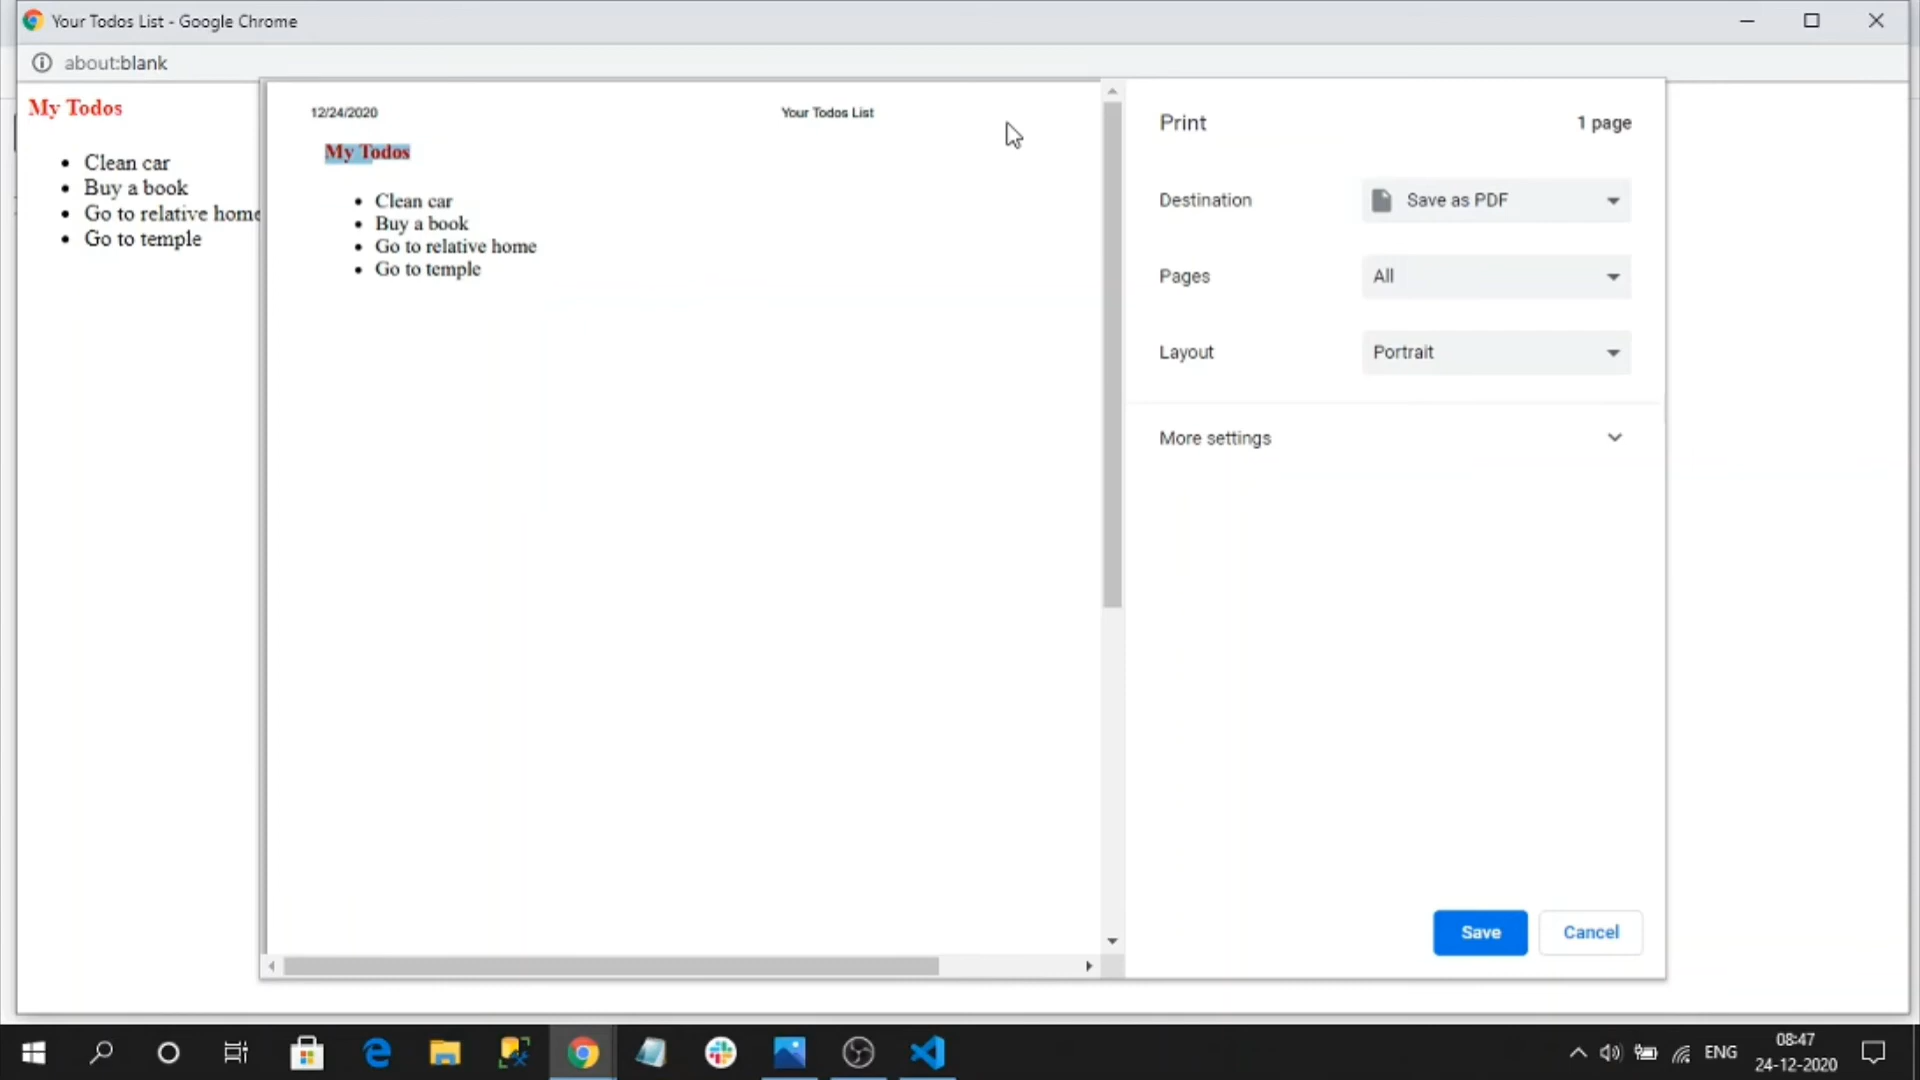 Your Todos List - Google Chrome
about:blank
My Todos
Clean car
Buy a book
Go to relative home
Go to temple
12/24/2020 Your Todos List
My Todos
Clean car
Buy a book
Go to relative home
Go to temple
Print 1 page
Destination Save as PDF
Pages All
Layout Portrait
More settings
Save Cancel
ENG
08:47
24-12-2020